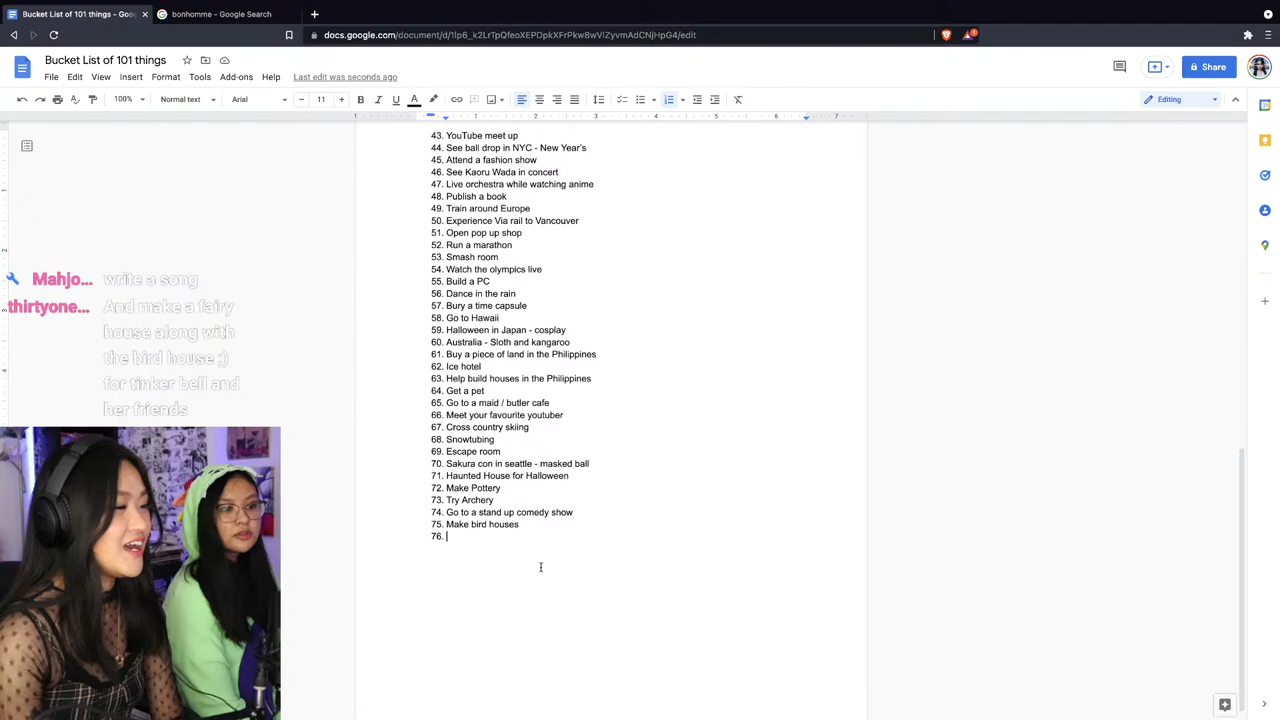 Bucket List of 101 things - Goo
bonhomme - Google Search
docs.google.com/document/d/1lp6_k2LrTpQfeoXEPDpkXFrPkw8wVlZyvmAdCNjHpG4/edit
Bucket List of 101 things
File Edit View Insert Format Tools Add-ons Help Last edit was seconds ago
Share
100% Normal text Arial 11 Editing
43. YouTube meet up
44. See ball drop in NYC - New Year's
45. Attend a fashion show
46. See Kaoru Wada in concert
47. Live orchestra while watching anime
48. Publish a book
49. Train around Europe
50. Experience Via rail to Vancouver
51. Open pop up shop
52. Run a marathon
53. Smash room
54. Watch the olympics live
55. Build a PC
56. Dance in the rain
57. Bury a time capsule
58. Go to Hawaii
59. Halloween in Japan - cosplay
60. Australia - Sloth and kangaroo
61. Buy a piece of land in the Philippines
62. Ice hotel
63. Help build houses in the Philippines
64. Get a pet
65. Go to a maid / butler cafe
66. Meet your favourite youtuber
67. Cross country skiing
68. Snowtubing
69. Escape room
70. Sakura con in seattle - masked ball
71. Haunted House for Halloween
72. Make Pottery
73. Try Archery
74. Go to a stand up comedy show
75. Make bird houses
76.
Mahjo... write a song
thirtyone... And make a fairy
house along with
the bird house ;)
for tinker bell and
her friends